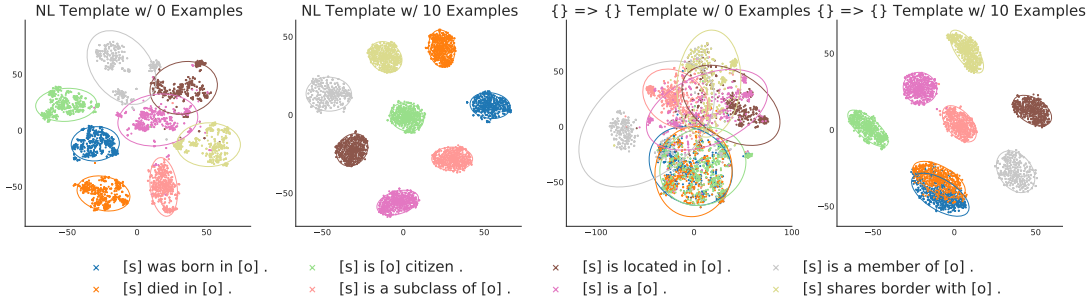 NL Template w/ 0 Examples
NL Template w/ 10 Examples
{} => {} Template w/ 0 Examples
{} => {} Template w/ 10 Examples
50
0
−50
−50
0
50
50
0
−50
−50
0
50
50
0
−50
−100
0
100
50
0
−50
−50
0
50
[s] was born in [o] .
[s] is [o] citizen .
[s] is located in [o] .
[s] is a member of [o] .
[s] died in [o] .
[s] is a subclass of [o] .
[s] is a [o] .
[s] shares border with [o] .